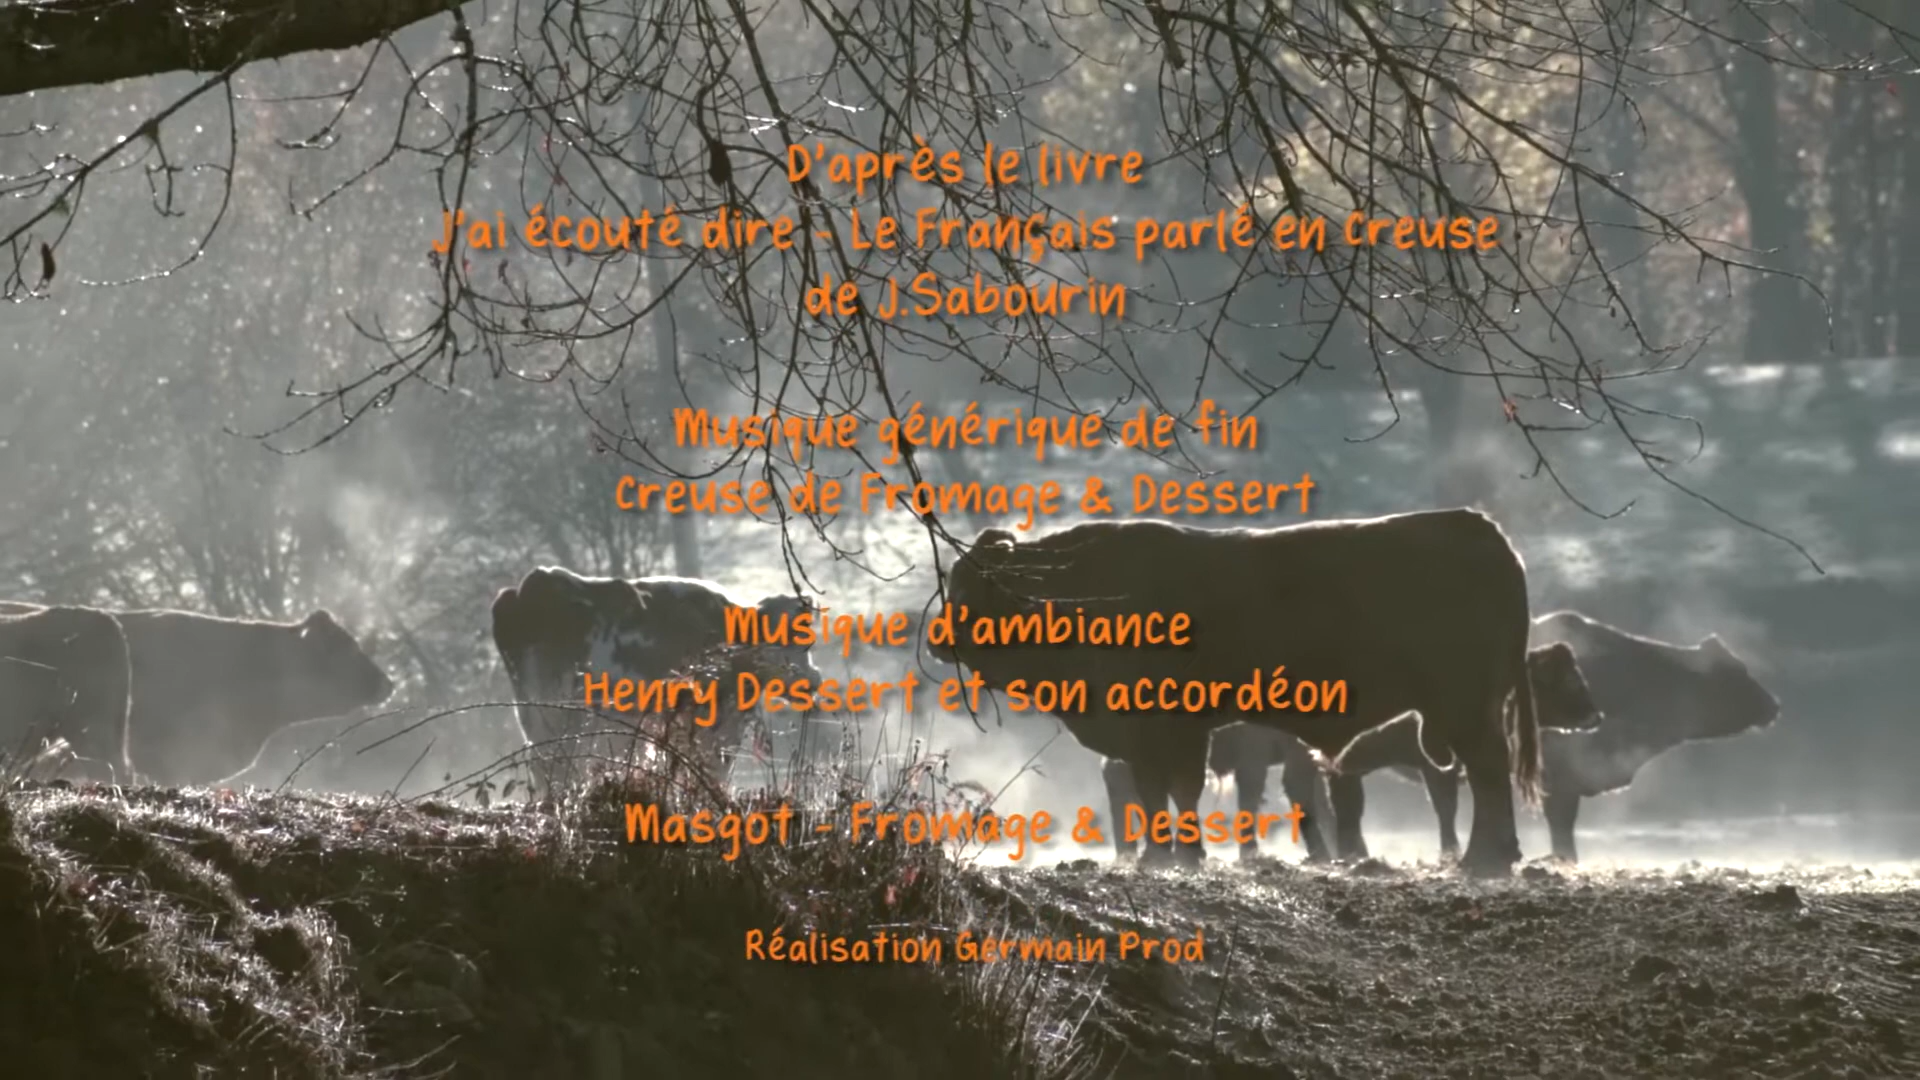 D'après le livre
J'ai écouté dire - Le Français parlé en Creuse
de J.Sabourin
Musique générique de fin
Creuse de Fromage & Dessert
Musique d'ambiance
Henry Dessert et son accordéon
Masgot - Fromage & Dessert
Réalisation Germain Prod